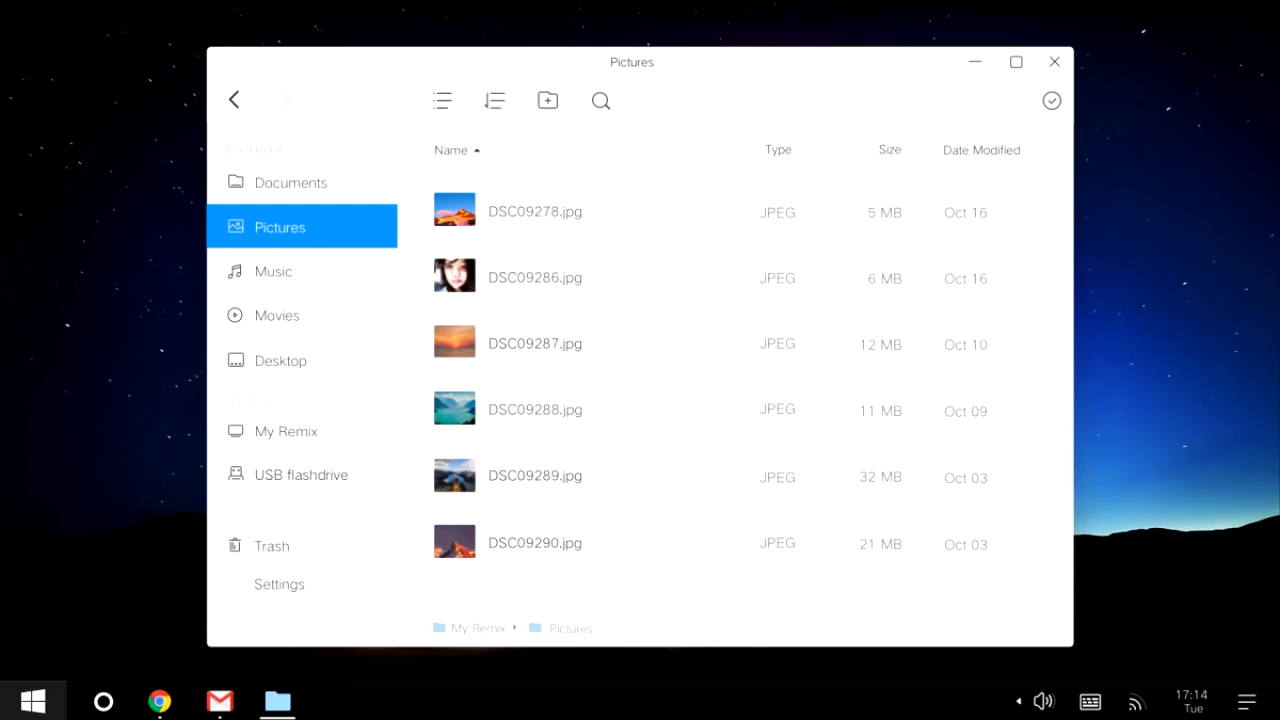 Pictures
Name Type Size Date Modified
Documents
DSC09278.jpg JPEG 5 MB Oct 16
Pictures
Music
DSC09286.jpg JPEG 6 MB Oct 16
Movies
DSC09287.jpg JPEG 12 MB Oct 10
Desktop
DSC09288.jpg JPEG 11 MB Oct 09
My Remix
USB flashdrive
DSC09289.jpg JPEG 32 MB Oct 03
Trash
DSC09290.jpg JPEG 21 MB Oct 03
Settings
My Remix Pictures
17:14
Tue